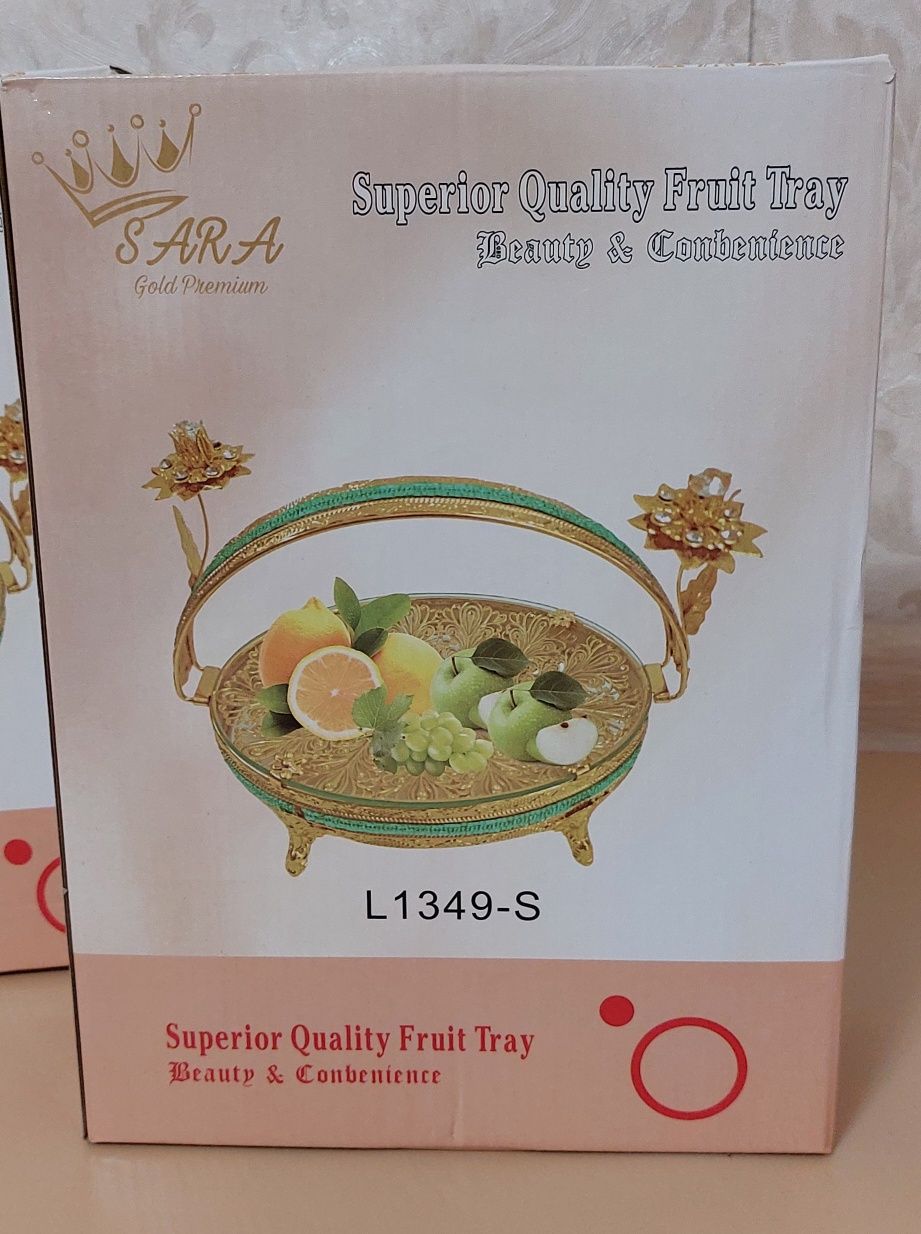 SARA
Gold Premium
Superior Quality Fruit Tray
Beauty & Conbenience
L1349-S
Superior Quality Fruit Tray
Beauty & Conbenience